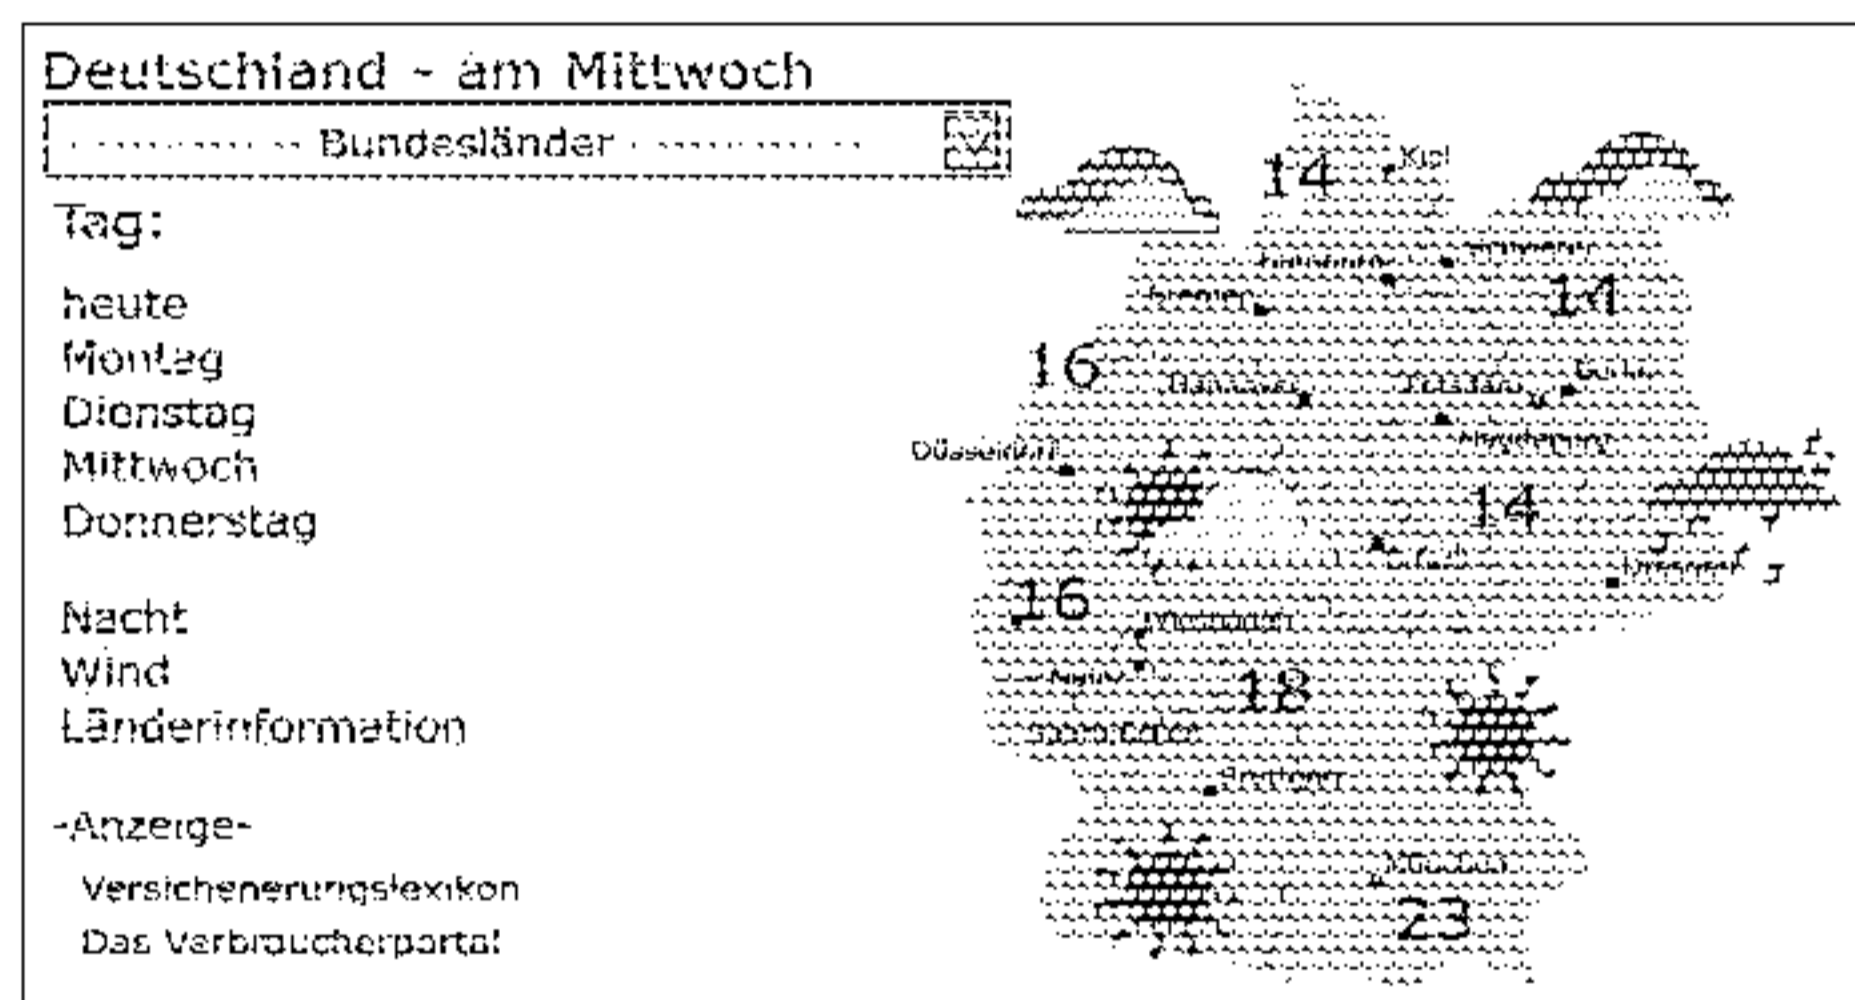 Deutschland - am Mittwoch
Bundesländer
Tag:
heute
Montag
Dienstag
Mittwoch
Donnerstag
Nacht
Wind
Länderinformation
-Anzeige-
Versichenerungslexikon
Das Verbraucherportal
14
Kiel
14
Bremen
16
Hannover
Potsdam
Berlin
Düsseldorf
Magdeburg
14
Erfurt
Dresden
16
Wiesbaden
Mainz
18
Saarbrücken
Stuttgart
München
23